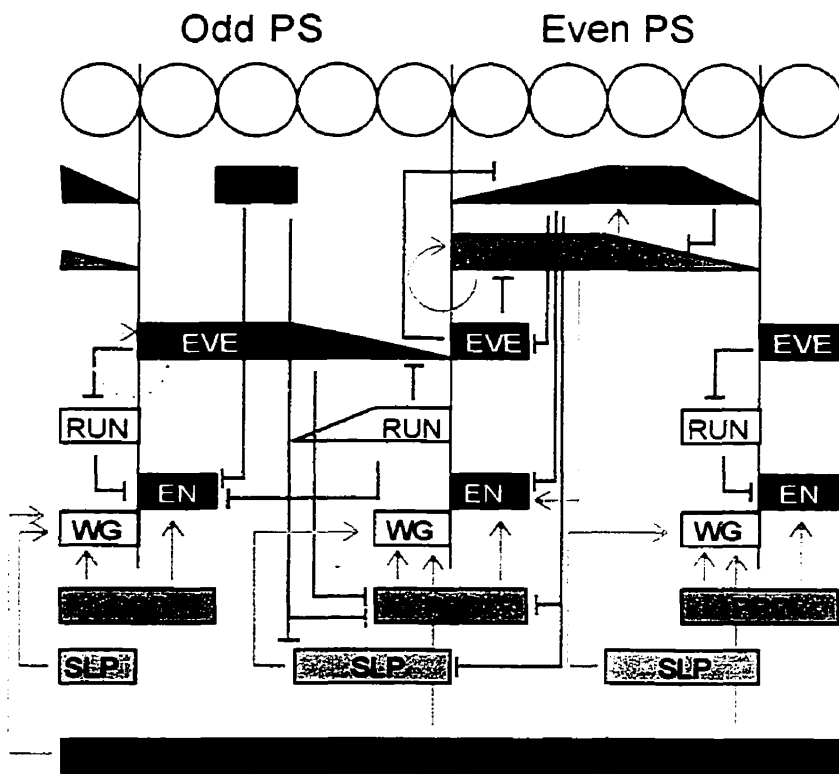 Odd PS Even PS
EVE EVE EVE
RUN RUN RUN
EN EN EN
WG WG WG
SLP SLP SLP